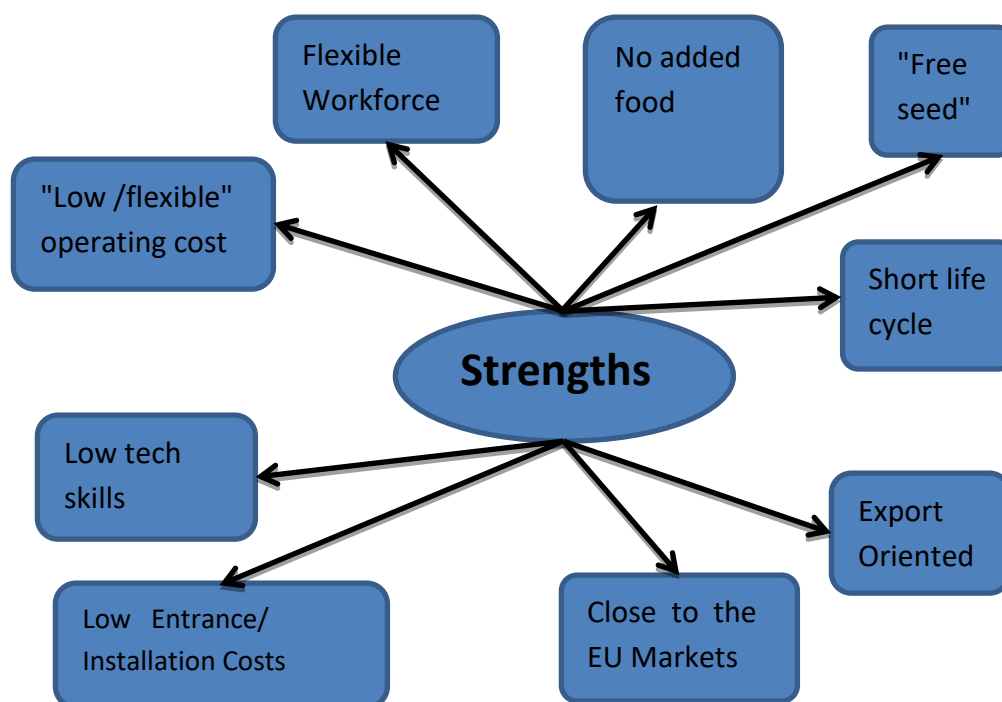 Flexible
Workforce
No added
food
"Free
seed"
"Low /flexible"
operating cost
Short life
cycle
Strengths
Low tech
skills
Export
Oriented
Low Entrance/
Installation Costs
Close to the
EU Markets